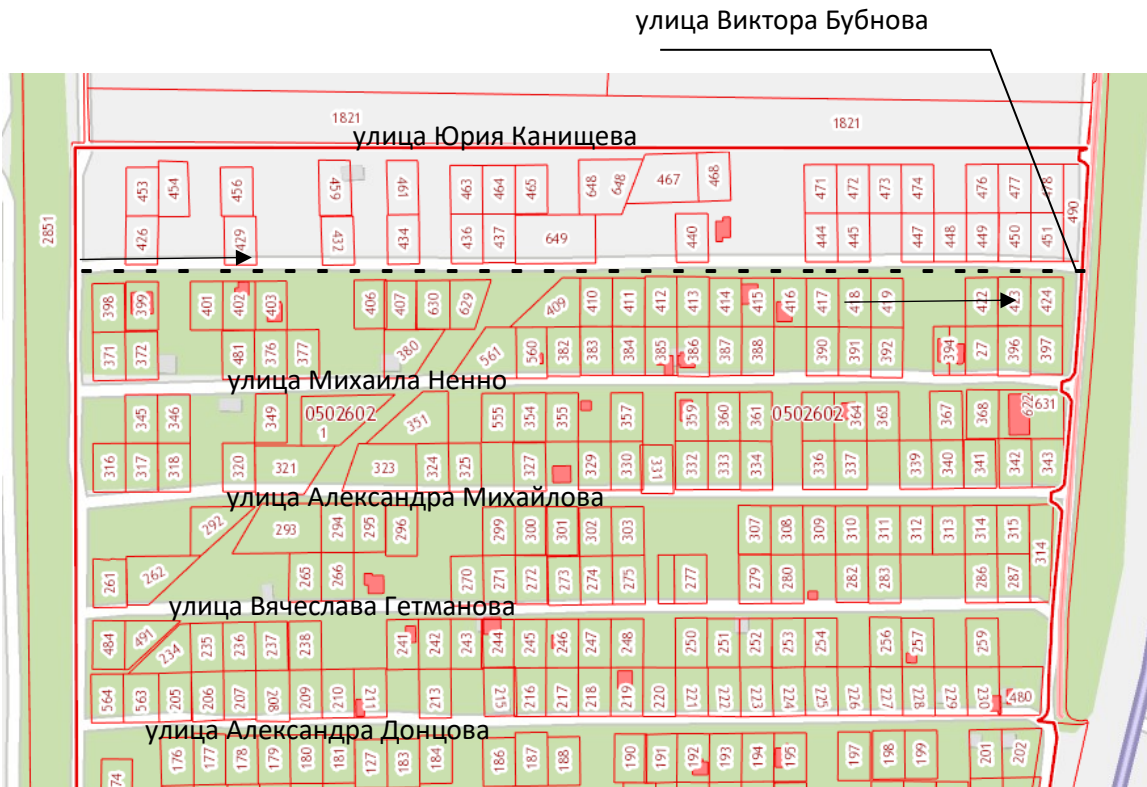 улица Виктора Бубнова
1821
1821
улица Юрия Канищева
453 454 456 459 461 463 464 465 648 648 467 468 471 472 473 474 476 477 478
2851
426 429 432 434 436 437 649 440 444 445 447 448 449 450 451 490
398 399 401 402 403 406 407 630 629 409 410 411 412 413 414 415 416 417 418 419 422 423 424
371 372 481 376 377 380 561 560 382 383 384 385 386 387 388 390 391 392 394 27 396 397
улица Михаила Ненно
345 346 349 0502602 351 555 354 355 357 359 360 361 0502602 364 365 367 368 622 631
1
316 317 318 320 321 323 324 325 327 329 330 331 332 333 334 336 337 339 340 341 342 343
улица Александра Михайлова
292 293 294 295 296 299 300 301 302 303 307 308 309 310 311 312 313 314 315
314
261 262 265 266 270 271 272 273 274 275 277 279 280 282 283 286 287
улица Вячеслава Гетманова
484 491 234 235 236 237 238 241 242 243 244 245 246 247 248 250 251 252 253 254 256 257 259
564 563 205 206 207 208 209 210 211 213 215 216 217 218 219 220 221 222 223 224 225 226 227 228 229 230 480
улица Александра Донцова
176 177 178 179 180 181 127 183 184 186 187 188 190 191 192 193 194 195 197 198 199 201 202
74